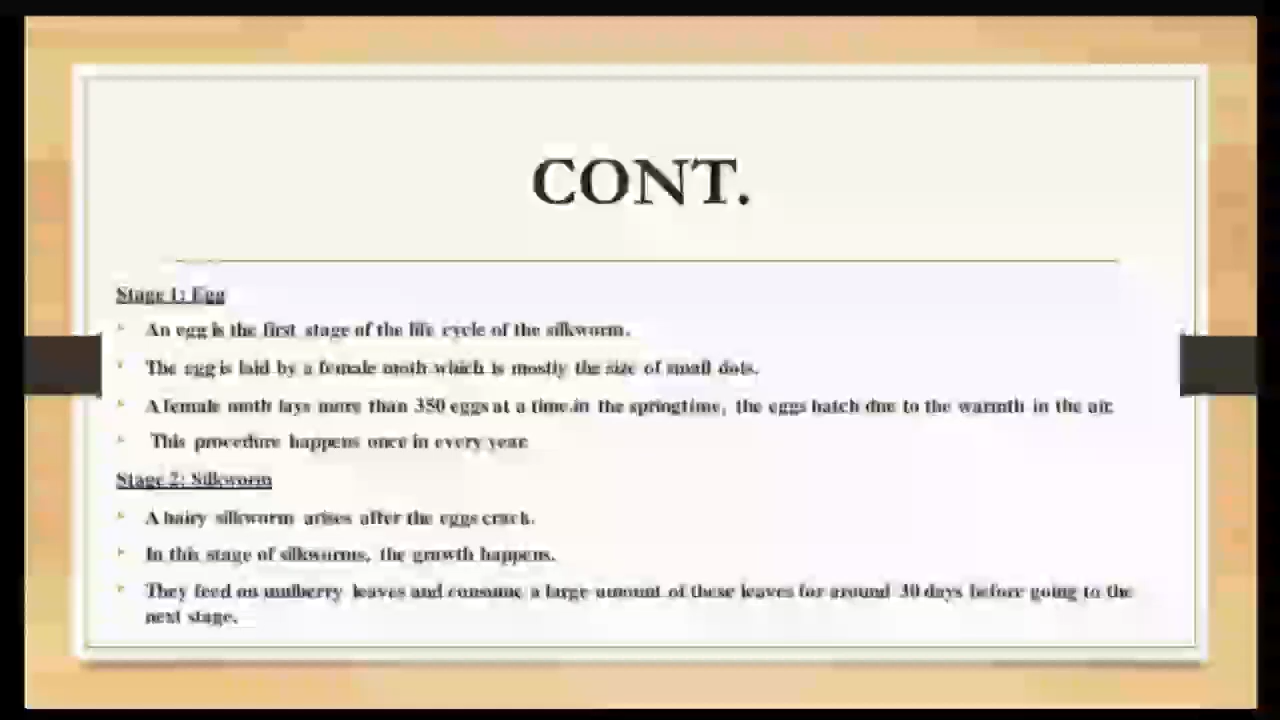 CONT.
Stage 1: Egg
An egg is the first stage of the life cycle of the silkworm.
The egg is laid by a female moth which is mostly the size of small dots.
A female moth lays more than 350 eggs at a time.in the springtime, the eggs hatch due to the warmth in the air.
This procedure happens once in every year.
Stage 2: Silkworm
A hairy silkworm arises after the eggs crack.
In this stage of silkworms, the growth happens.
They feed on mulberry leaves and consume a large amount of these leaves for around 30 days before going to the
next stage.